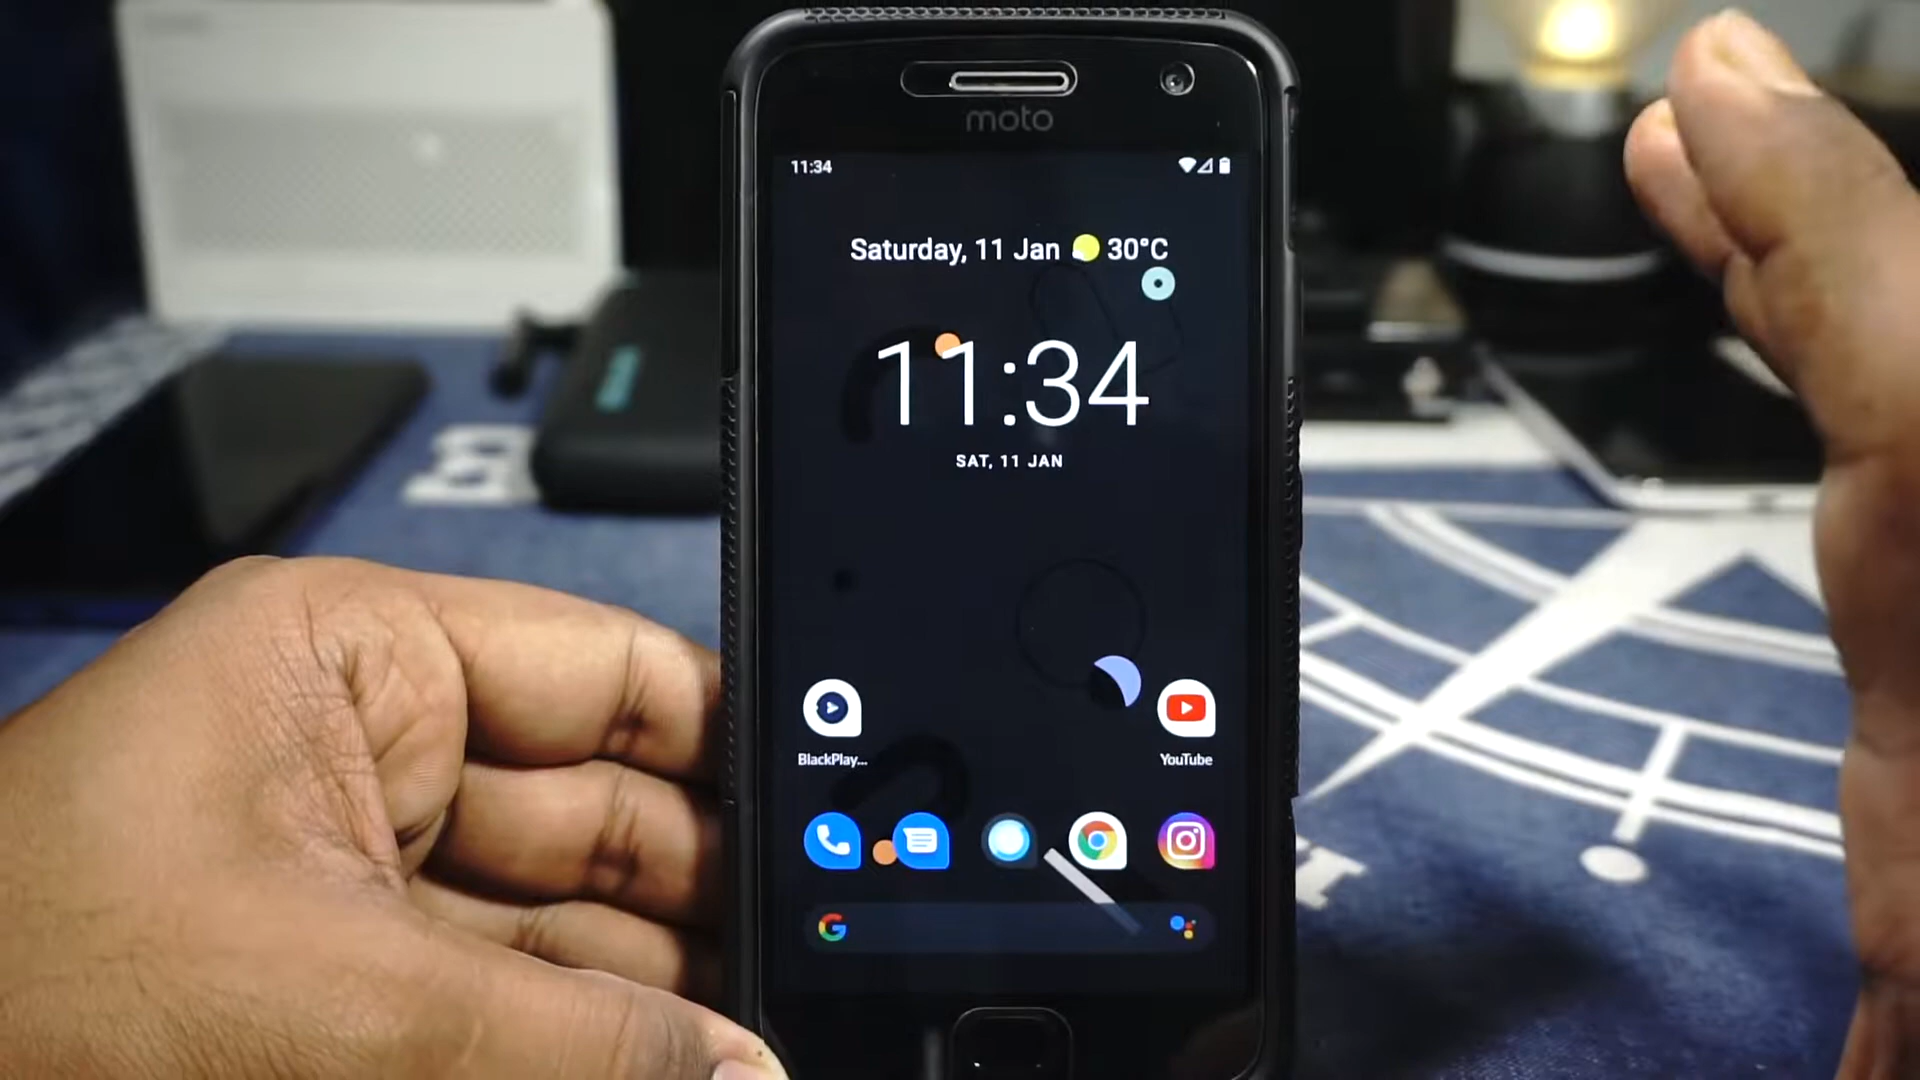 moto
11:34
Saturday, 11 Jan 30°C
11:34
SAT, 11 JAN
BlackPlay...
YouTube